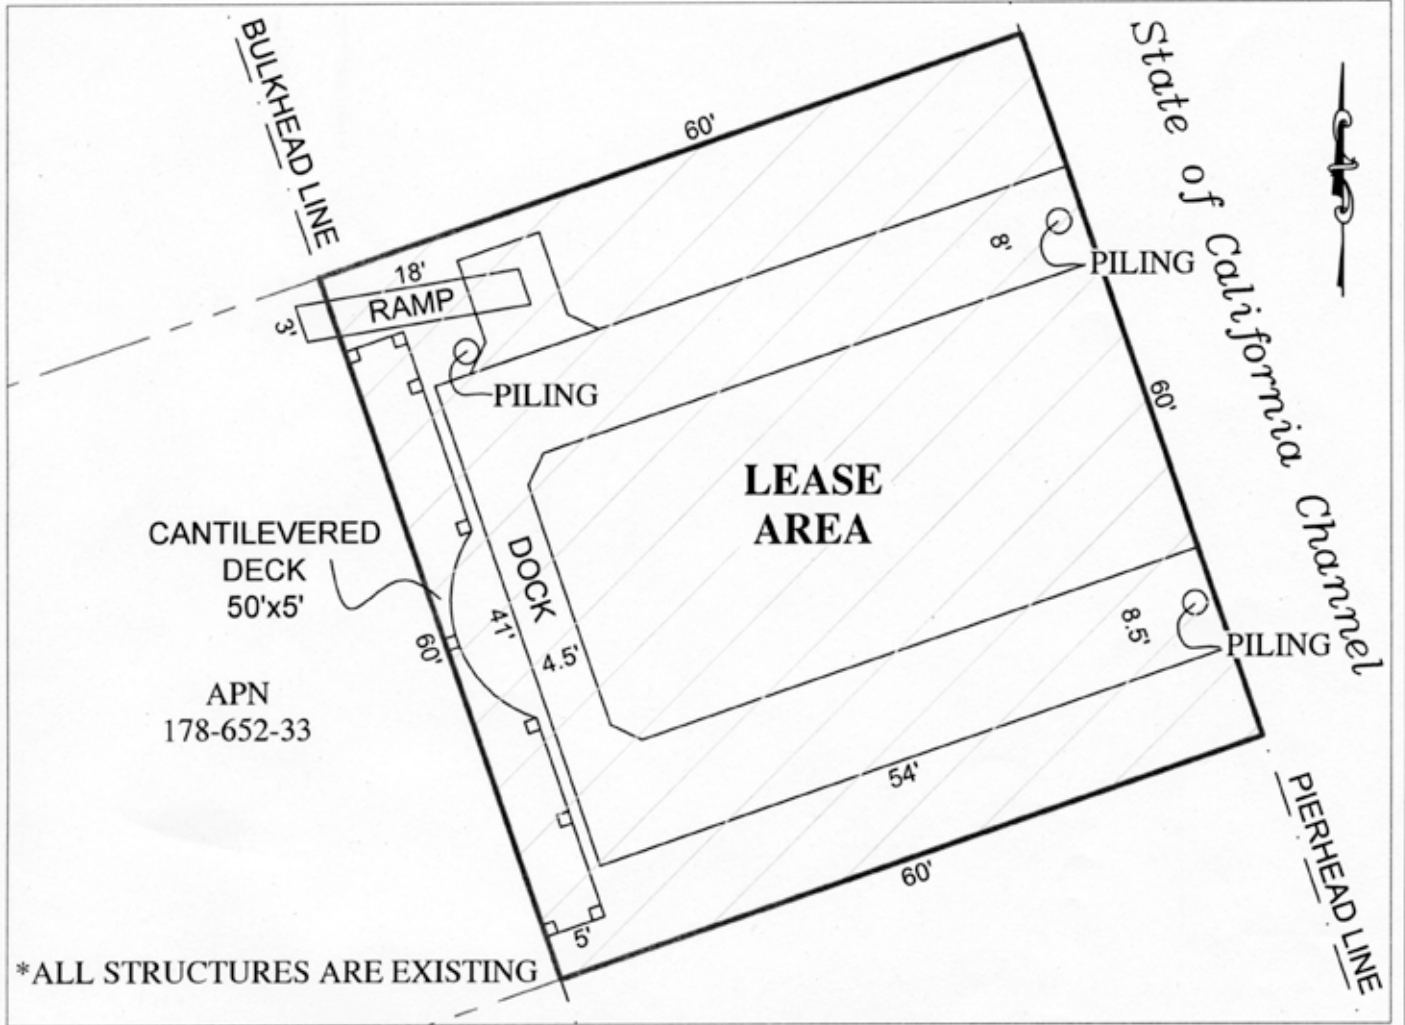 BULKHEAD LINE
State of California Channel
60'
18'
RAMP
3'
8'
PILING
PILING
60'
LEASE
AREA
CANTILEVERED
DECK
50'x5'
DOCK
41'
4.5'
60'
8.5'
PILING
APN
178-652-33
54'
60'
PIERHEAD LINE
5'
*ALL STRUCTURES ARE EXISTING